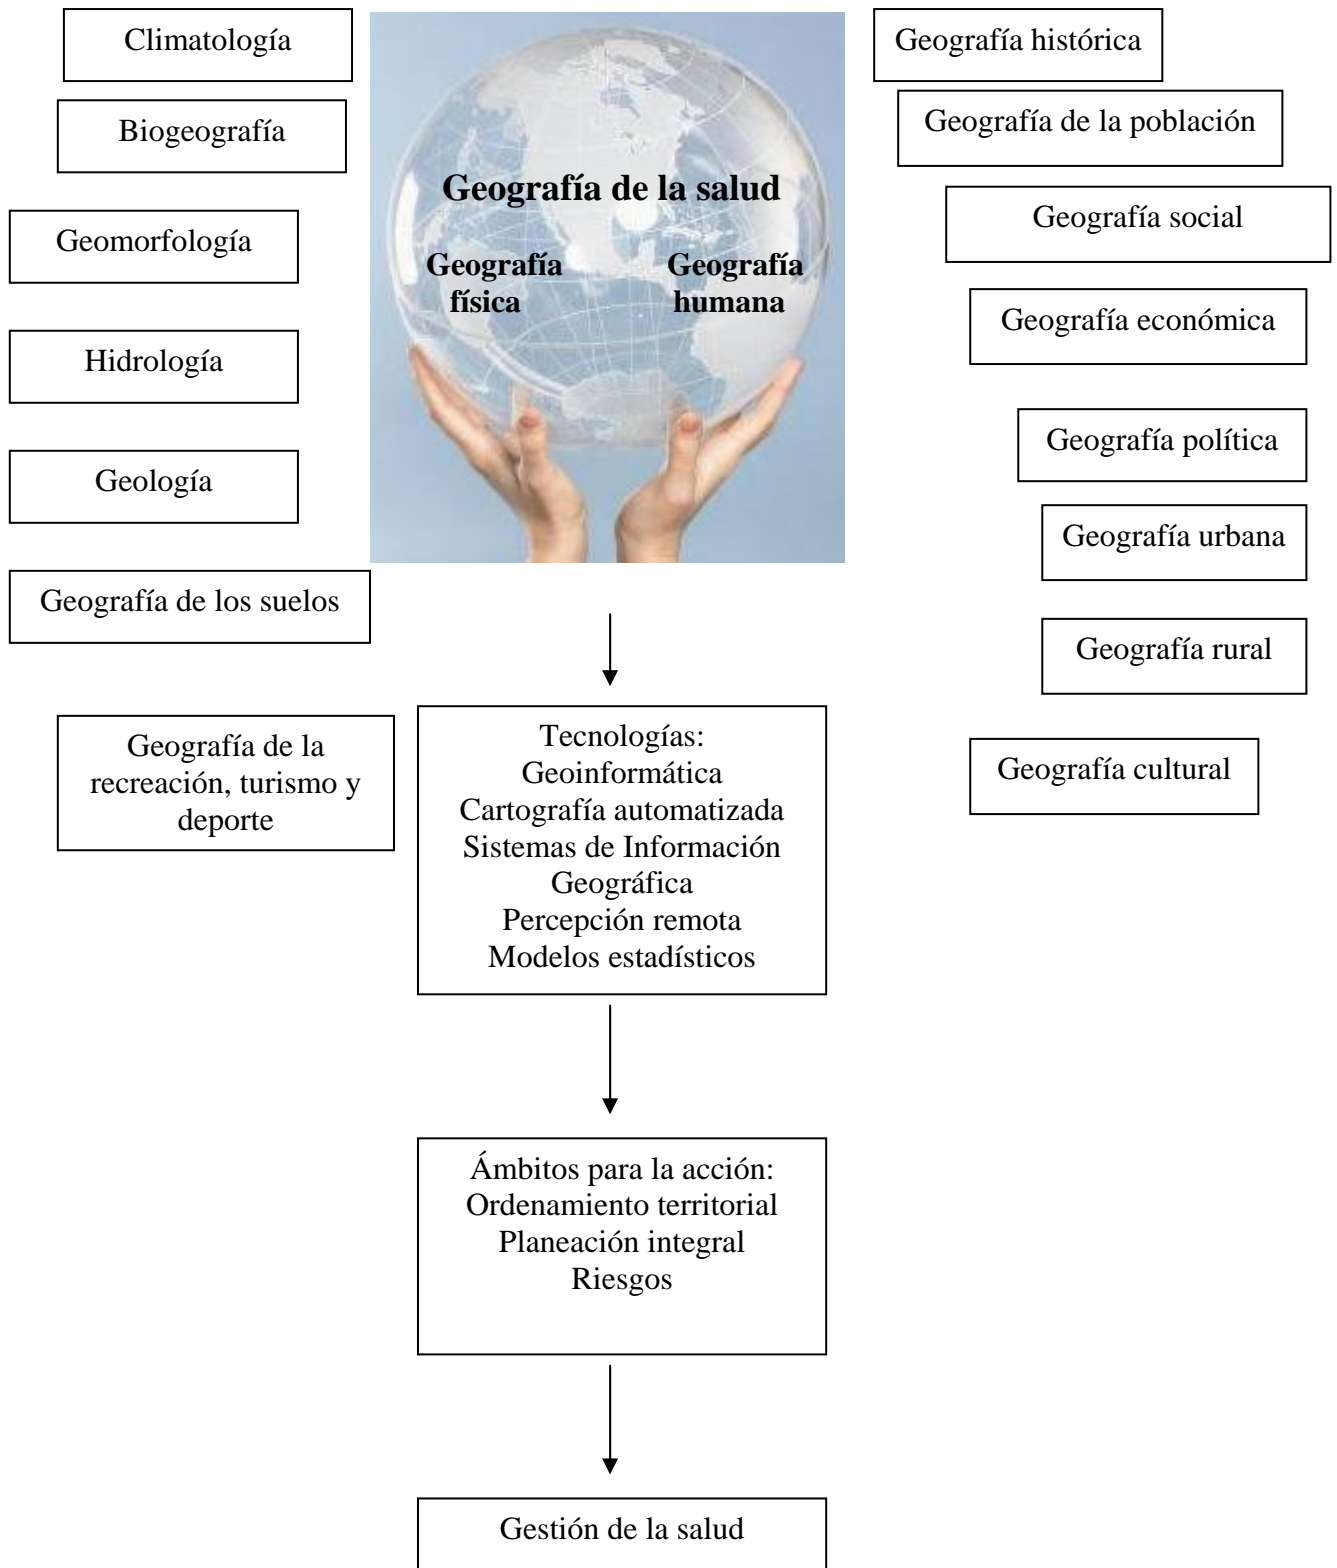 Climatología
Biogeografía
Geomorfología
Hidrología
Geología
Geografía de los suelos
Geografía de la
recreación, turismo y
deporte
Geografía de la salud
Geografía
física
Geografía
humana
Geografía histórica
Geografía de la población
Geografía social
Geografía económica
Geografía política
Geografía urbana
Geografía rural
Geografía cultural
Tecnologías:
Geoinformática
Cartografía automatizada
Sistemas de Información
Geográfica
Percepción remota
Modelos estadísticos
Ámbitos para la acción:
Ordenamiento territorial
Planeación integral
Riesgos
Gestión de la salud